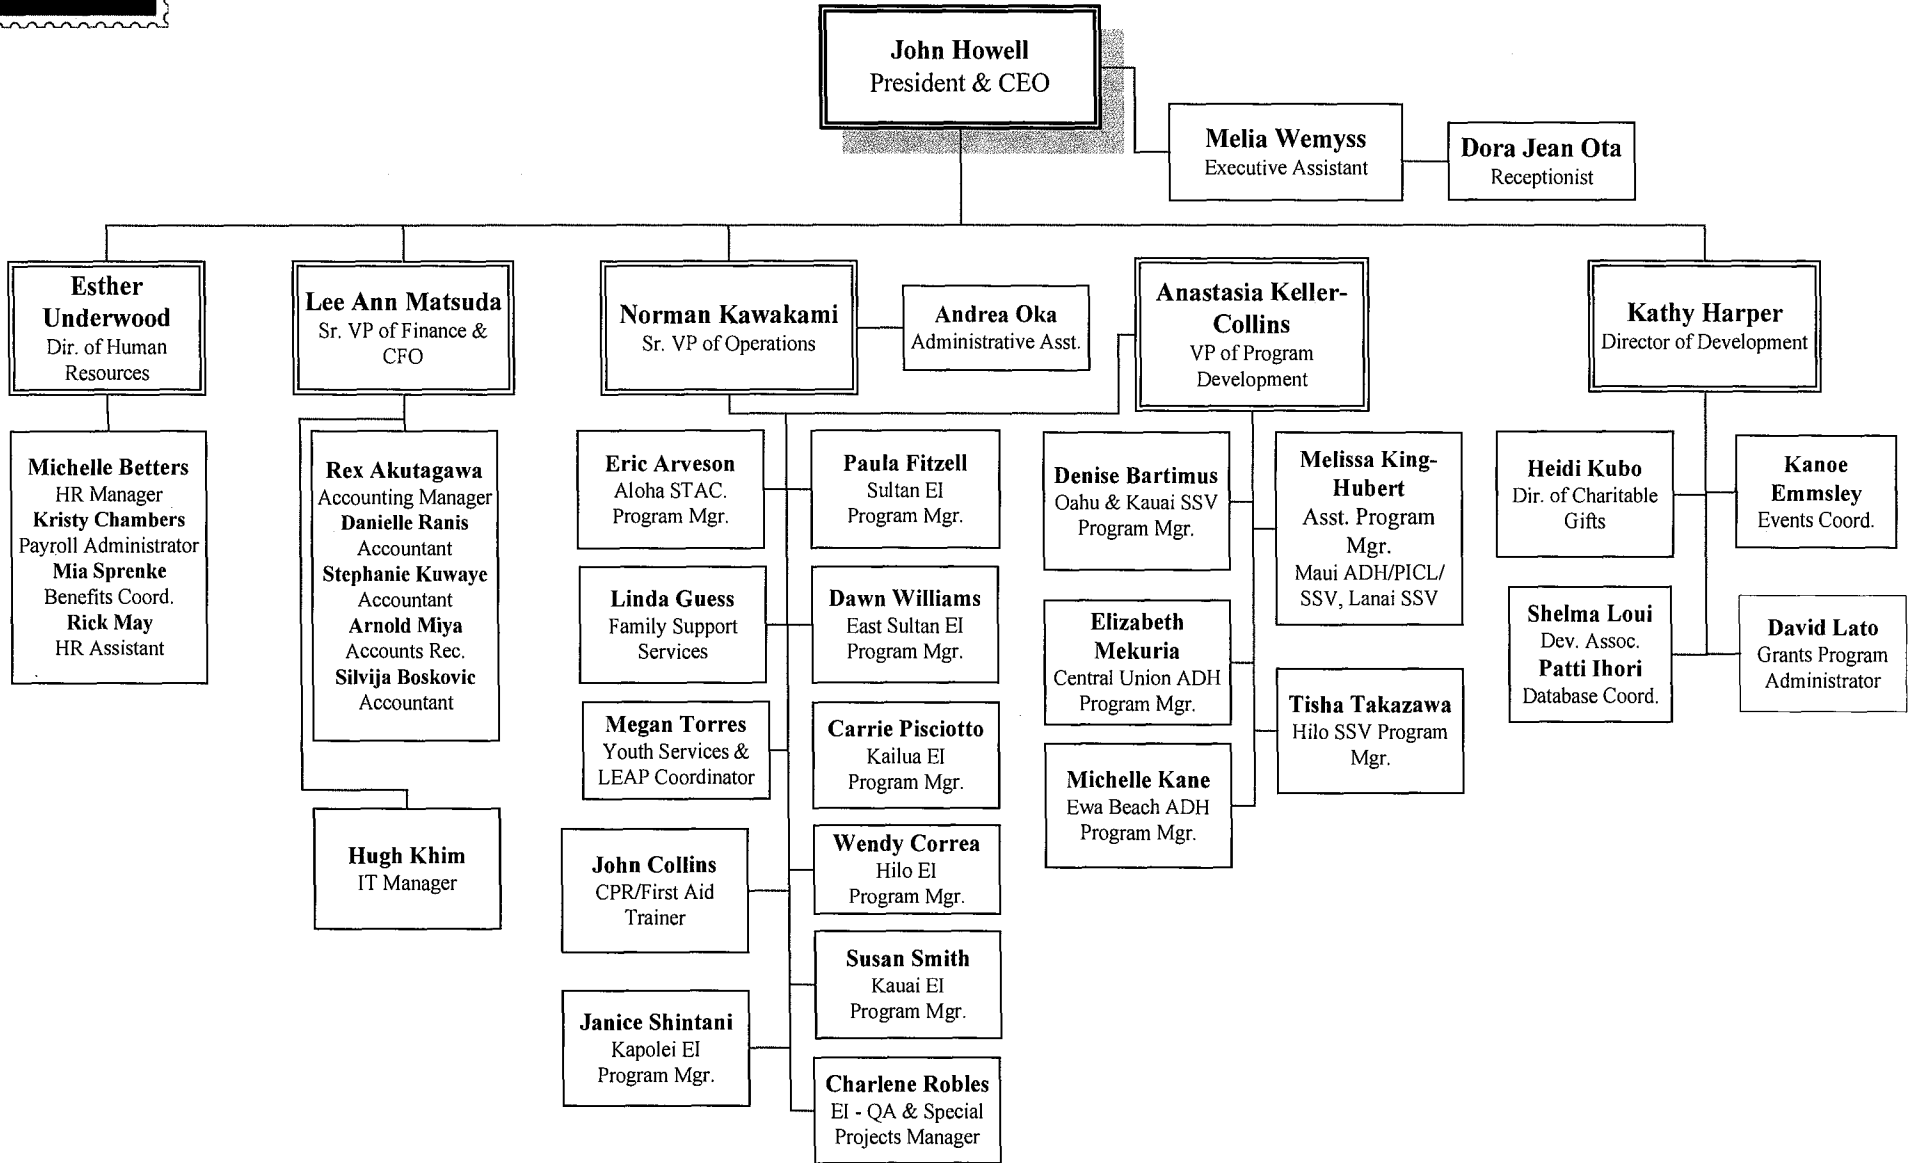 John Howell
President & CEO
Melia Wemyss
Executive Assistant
Dora Jean Ota
Receptionist
Esther
Underwood
Dir. of Human
Resources
Lee Ann Matsuda
Sr. VP of Finance &
CFO
Norman Kawakami
Sr. VP of Operations
Andrea Oka
Administrative Asst.
Anastasia Keller-
Collins
VP of Program
Development
Kathy Harper
Director of Development
Michelle Betters
HR Manager
Kristy Chambers
Payroll Administrator
Mia Sprenke
Benefits Coord.
Rick May
HR Assistant
Rex Akutagawa
Accounting Manager
Danielle Ranis
Accountant
Stephanie Kuwaye
Accountant
Arnold Miya
Accounts Rec.
Silvija Boskovic
Accountant
Hugh Khim
IT Manager
Eric Arveson
Aloha STAC.
Program Mgr.
Paula Fitzell
Sultan EI
Program Mgr.
Linda Guess
Family Support
Services
Dawn Williams
East Sultan EI
Program Mgr.
Megan Torres
Youth Services &
LEAP Coordinator
Carrie Pisciotto
Kailua EI
Program Mgr.
John Collins
CPR/First Aid
Trainer
Wendy Correa
Hilo EI
Program Mgr.
Susan Smith
Kauai EI
Program Mgr.
Janice Shintani
Kapolei EI
Program Mgr.
Charlene Robles
EI - QA & Special
Projects Manager
Denise Bartimus
Oahu & Kauai SSV
Program Mgr.
Melissa King-
Hubert
Asst. Program
Mgr.
Maui ADH/PICL/
SSV, Lanai SSV
Elizabeth
Mekuria
Central Union ADH
Program Mgr.
Tisha Takazawa
Hilo SSV Program
Mgr.
Michelle Kane
Ewa Beach ADH
Program Mgr.
Heidi Kubo
Dir. of Charitable
Gifts
Kanoe
Emmsley
Events Coord.
Shelma Loui
Dev. Assoc.
Patti Ihori
Database Coord.
David Lato
Grants Program
Administrator